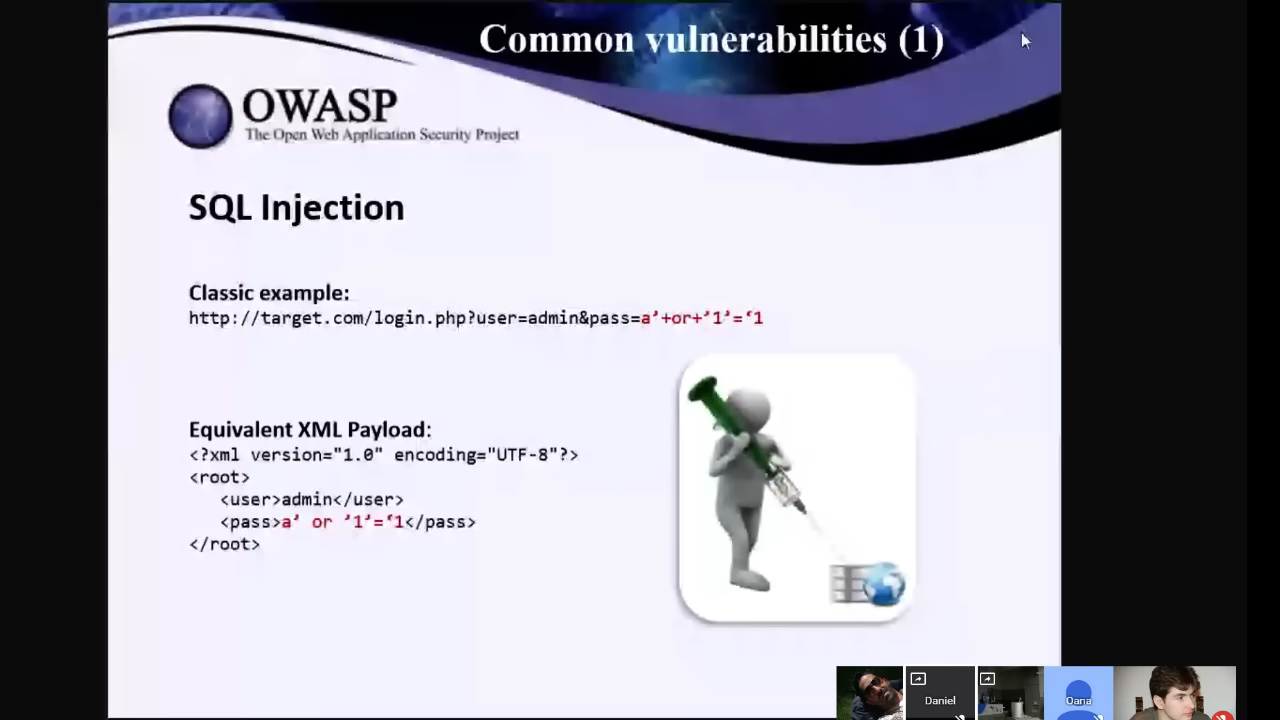 Common vulnerabilities (1)
OWASP
The Open Web Application Security Project
SQL Injection
Classic example:
http://target.com/login.php?user=admin&pass=a’+or+’1’=‘1
Equivalent XML Payload:
<?xml version="1.0" encoding="UTF-8"?>
<root>
<user>admin</user>
<pass>a’ or ’1’=‘1</pass>
</root>
Daniel
Oana